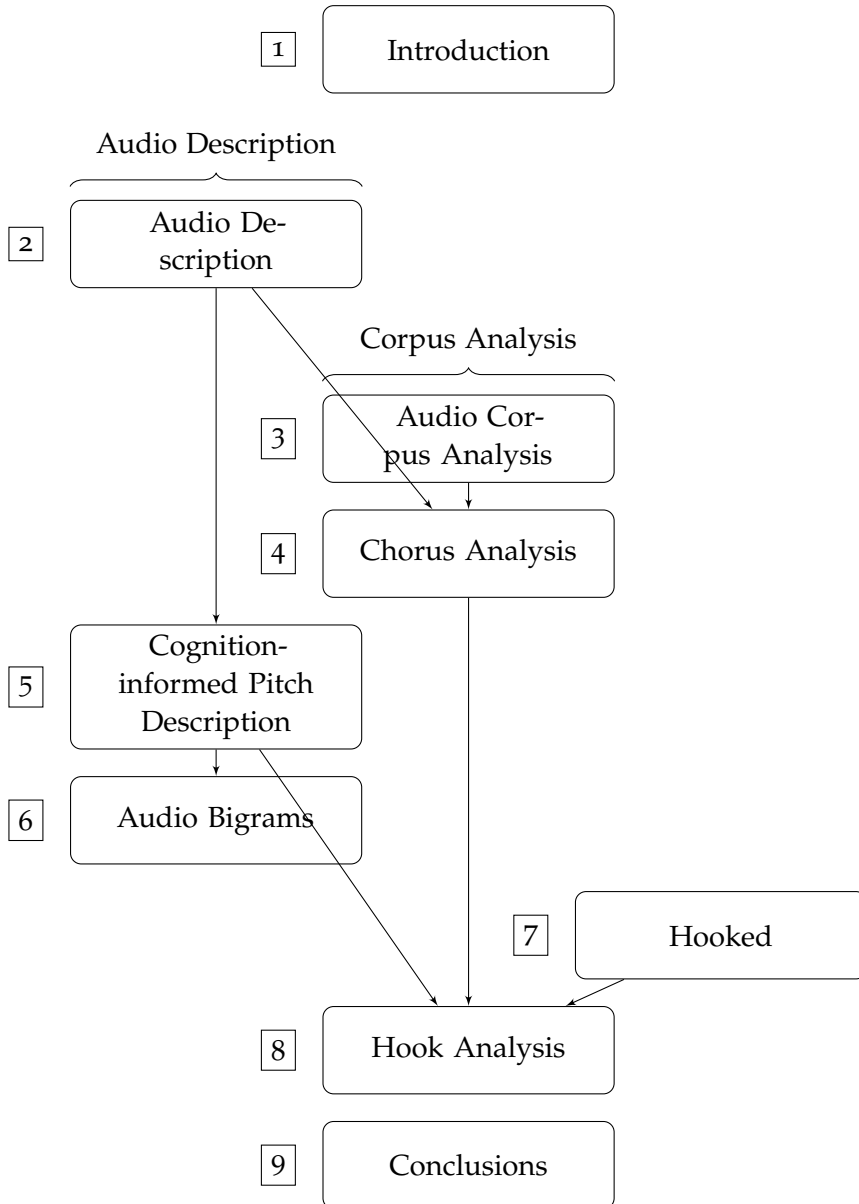 1 Introduction
Audio Description
2 Audio De-
scription
Corpus Analysis
3 Audio Cor-
pus Analysis
4 Chorus Analysis
5 Cognition-
informed Pitch
Description
6 Audio Bigrams
7 Hooked
8 Hook Analysis
9 Conclusions